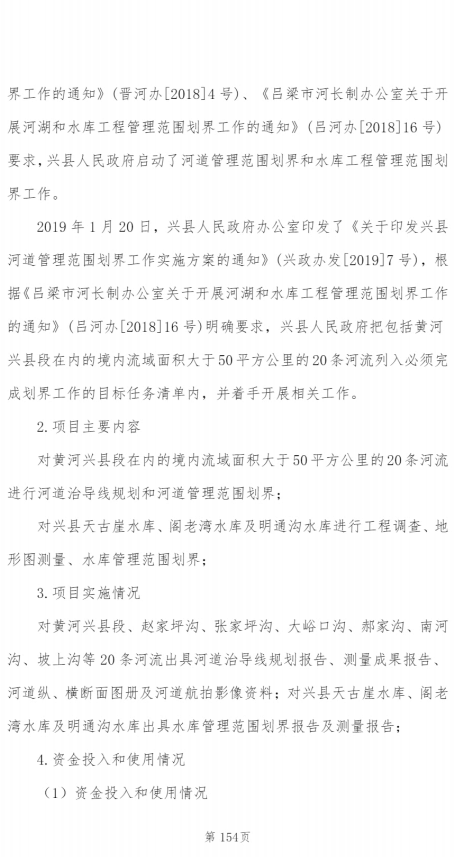 界工作的通知》(晋河办[2018]4 号)、《吕梁市河长制办公室关于开
展河湖和水库工程管理范围划界工作的通知》(吕河办[2018]16 号)
要求,兴县人民政府启动了河道管理范围划界和水库工程管理范围划
界工作。
2019 年 1 月 20 日，兴县人民政府办公室印发了《关于印发兴县
河道管理范围划界工作实施方案的通知》(兴政办发[2019]7 号)，根
据《吕梁市河长制办公室关于开展河湖和水库工程管理范围划界工作
的通知》(吕河办[2018]16 号)明确要求，兴县人民政府把包括黄河
兴县段在内的境内流域面积大于 50 平方公里的 20 条河流列入必须完
成划界工作的目标任务清单内，并着手开展相关工作。
2.项目主要内容
对黄河兴县段在内的境内流域面积大于 50 平方公里的 20 条河流
进行河道治导线规划和河道管理范围划界；
对兴县天古崖水库、阁老湾水库及明通沟水库进行工程调查、地
形图测量、水库管理范围划界；
3.项目实施情况
对黄河兴县段、赵家坪沟、张家坪沟、大峪口沟、郝家沟、南河
沟、坡上沟等 20 条河流出具河道治导线规划报告、测量成果报告、
河道纵、横断面图册及河道航拍影像资料；对兴县天古崖水库、阁老
湾水库及明通沟水库出具水库管理范围划界报告及测量报告；
4.资金投入和使用情况
（1）资金投入和使用情况
第 154页